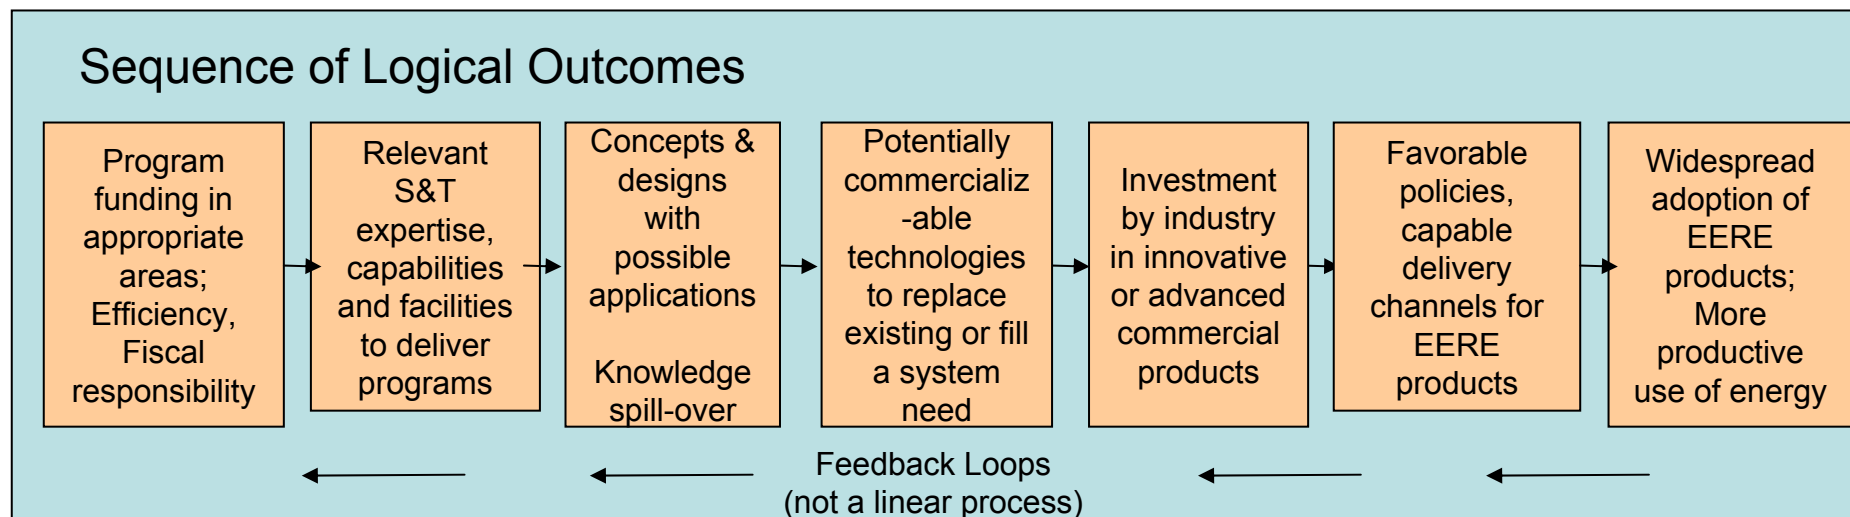 Sequence of Logical Outcomes
Program
funding in
appropriate
areas;
Efficiency,
Fiscal
responsibility
Relevant
S&T
expertise,
capabilities
and facilities
to deliver
programs
Concepts &
designs
with
possible
applications
Knowledge
spill-over
Potentially
commercializ
-able
technologies
to replace
existing or fill
a system
need
Investment
by industry
in innovative
or advanced
commercial
products
Favorable
policies,
capable
delivery
channels for
EERE
products
Widespread
adoption of
EERE
products;
More
productive
use of energy
Feedback Loops
(not a linear process)